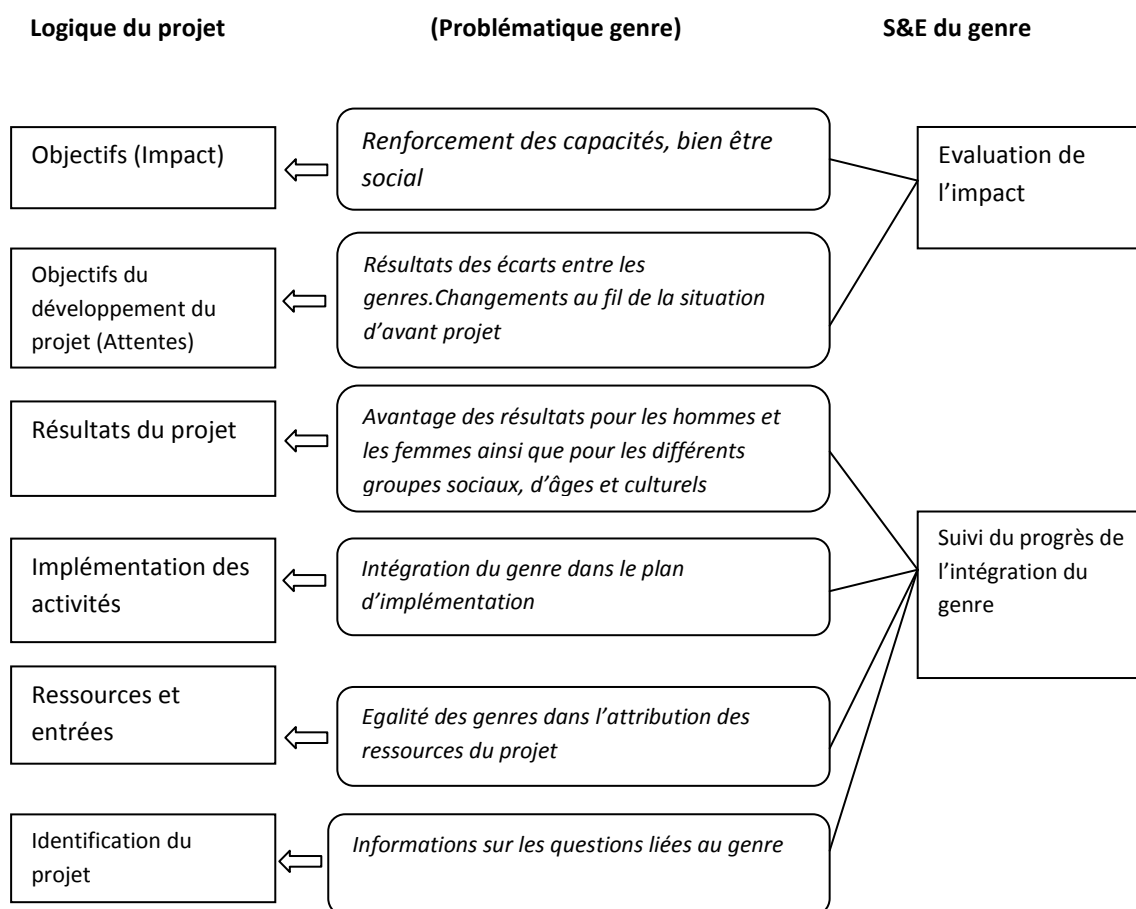 Logique du projet
(Problématique genre)
S&E du genre
Objectifs (Impact)
Renforcement des capacités, bien être
social
Evaluation de
l’impact
Objectifs du
développement du
projet (Attentes)
Résultats des écarts entre les
genres.Changements au fil de la situation
d’avant projet
Résultats du projet
Avantage des résultats pour les hommes et
les femmes ainsi que pour les différents
groupes sociaux, d’âges et culturels
Implémentation des
activités
Intégration du genre dans le plan
d’implémentation
Suivi du progrès de
l’intégration du
genre
Ressources et
entrées
Egalité des genres dans l’attribution des
ressources du projet
Identification du
projet
Informations sur les questions liées au genre